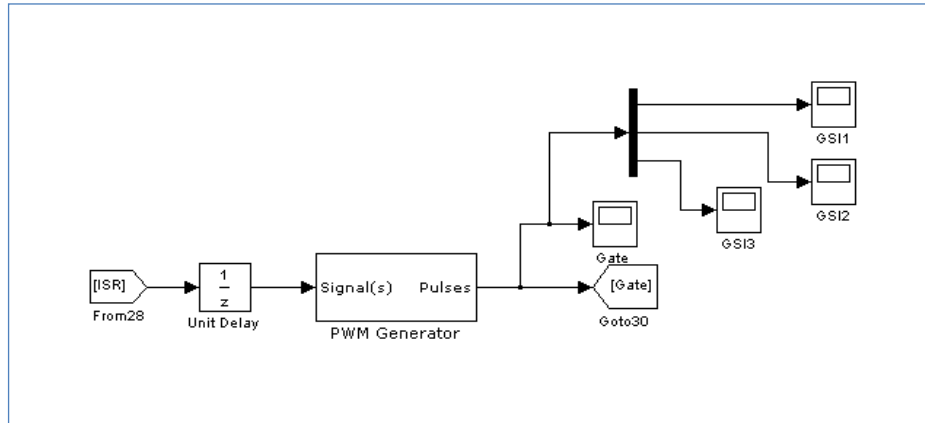 GSI1
GSI2
GSI3
Gate
[ISR]
From28
1
z
Unit Delay
Signal(s) Pulses
PWM Generator
[Gate]
Goto30